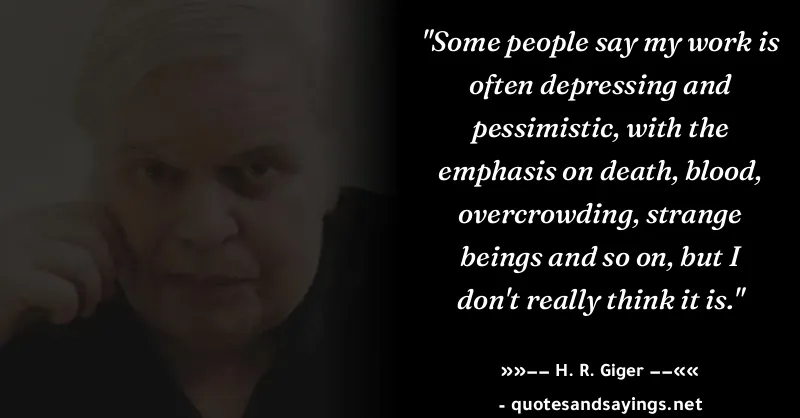 "Some people say my work is
often depressing and
pessimistic, with the
emphasis on death, blood,
overcrowding, strange
beings and so on, but I
don't really think it is."
»»–– H. R. Giger ––««
- quotesandsayings.net